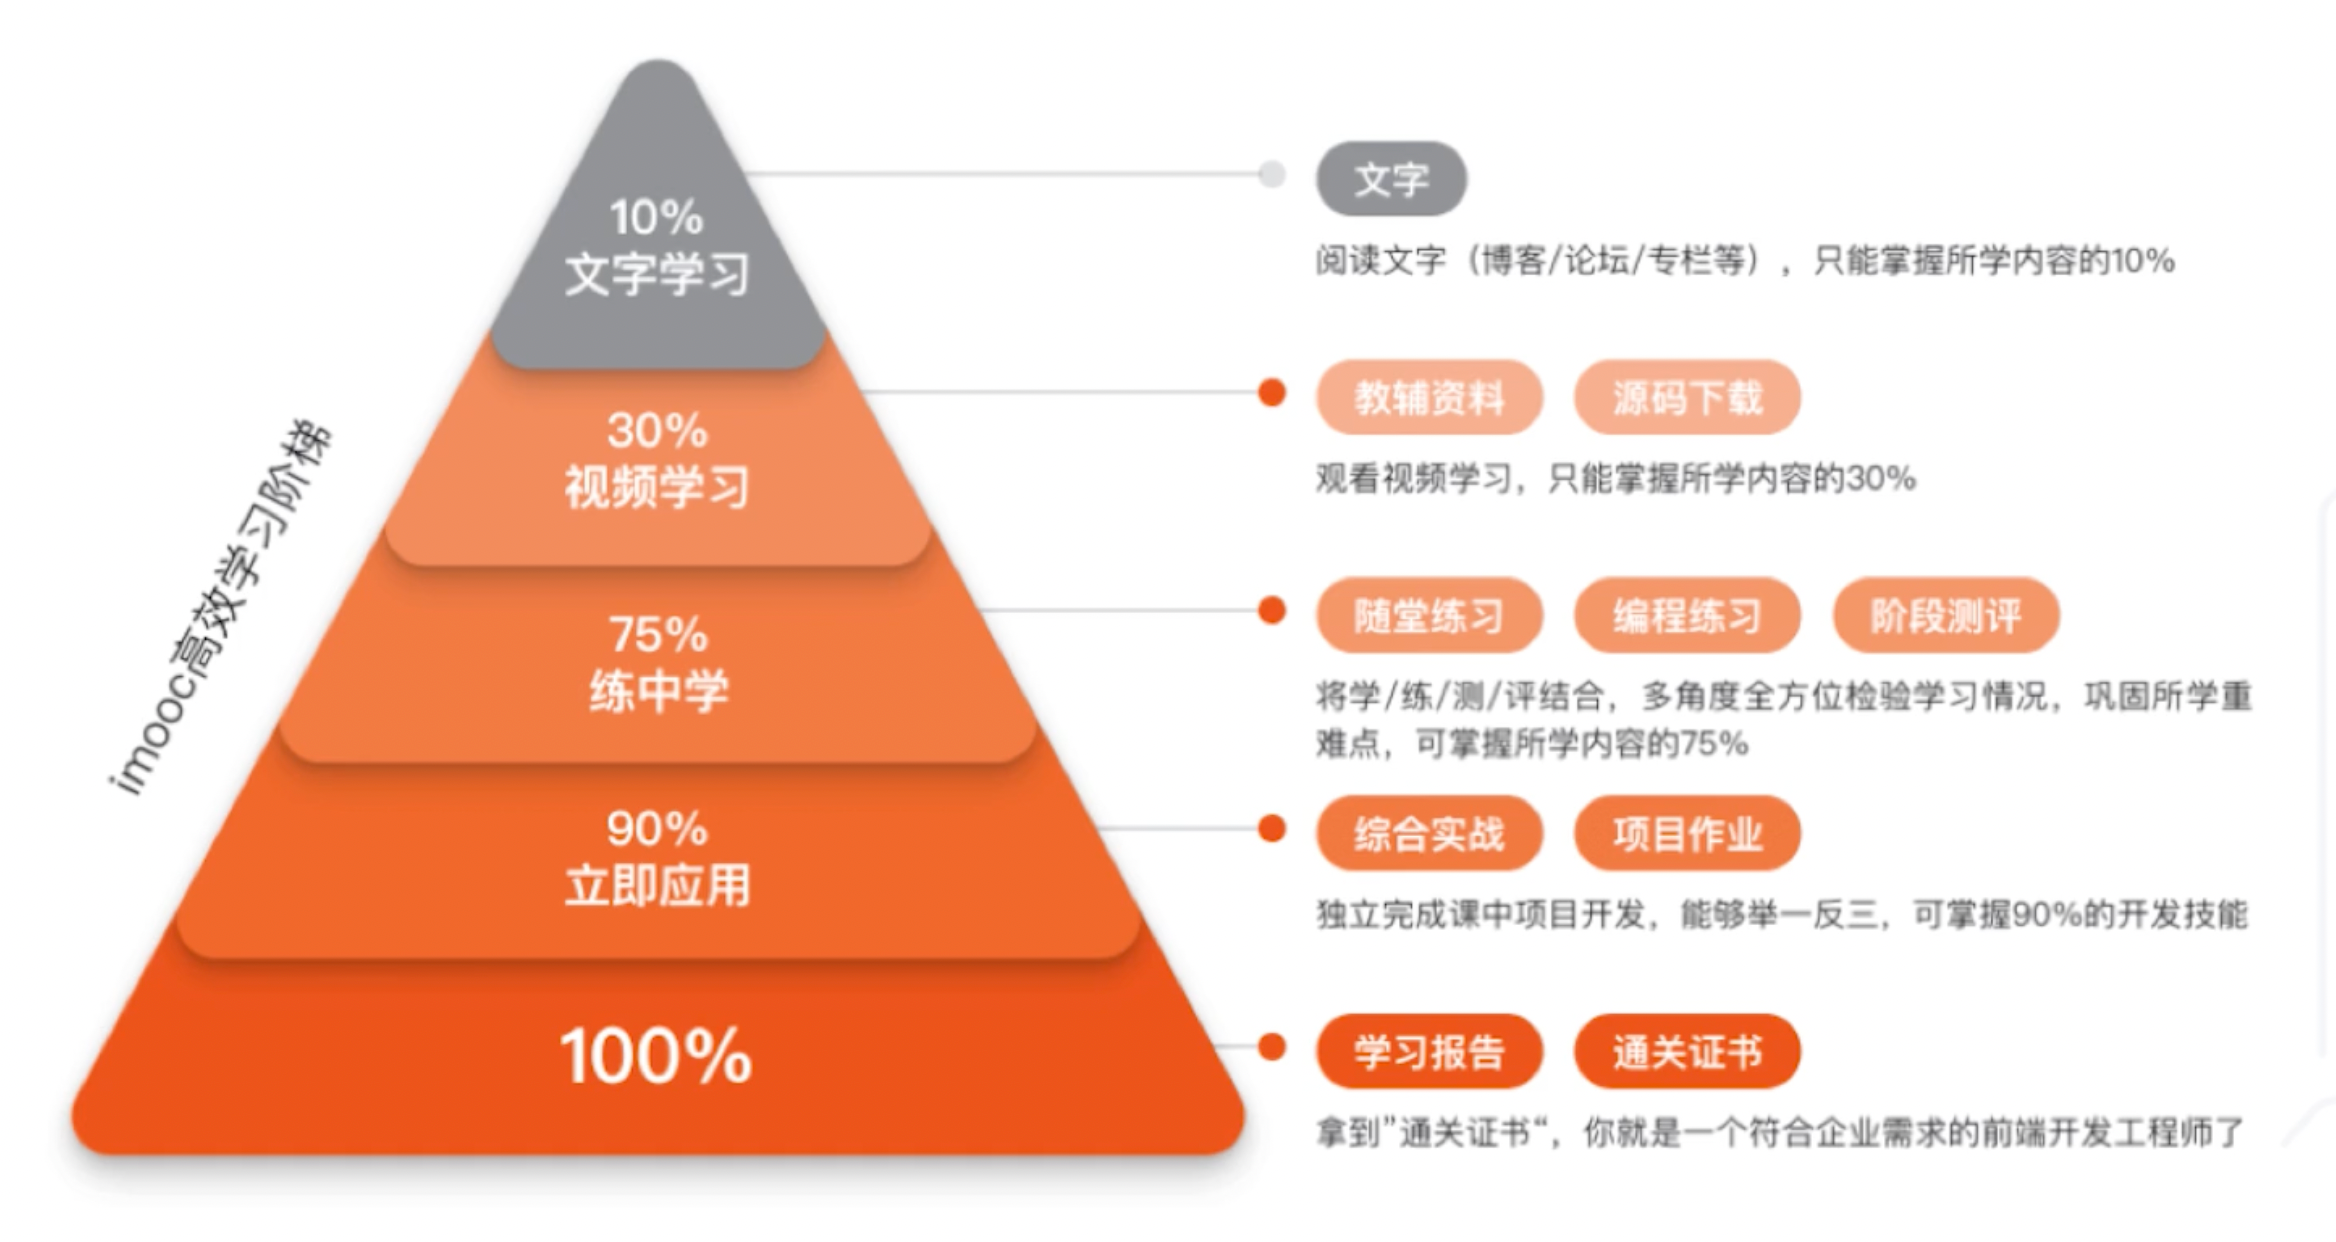 imooc高效学习阶梯
10%
文字学习
30%
视频学习
75%
练中学
90%
立即应用
100%
文字
阅读文字（博客/论坛/专栏等），只能掌握所学内容的10%
教辅资料 源码下载
观看视频学习，只能掌握所学内容的30%
随堂练习 编程练习 阶段测评
将学/练/测/评结合，多角度全方位检验学习情况，巩固所学重
难点，可掌握所学内容的75%
综合实战 项目作业
独立完成课中项目开发，能够举一反三，可掌握90%的开发技能
学习报告 通关证书
拿到”通关证书“，你就是一个符合企业需求的前端开发工程师了